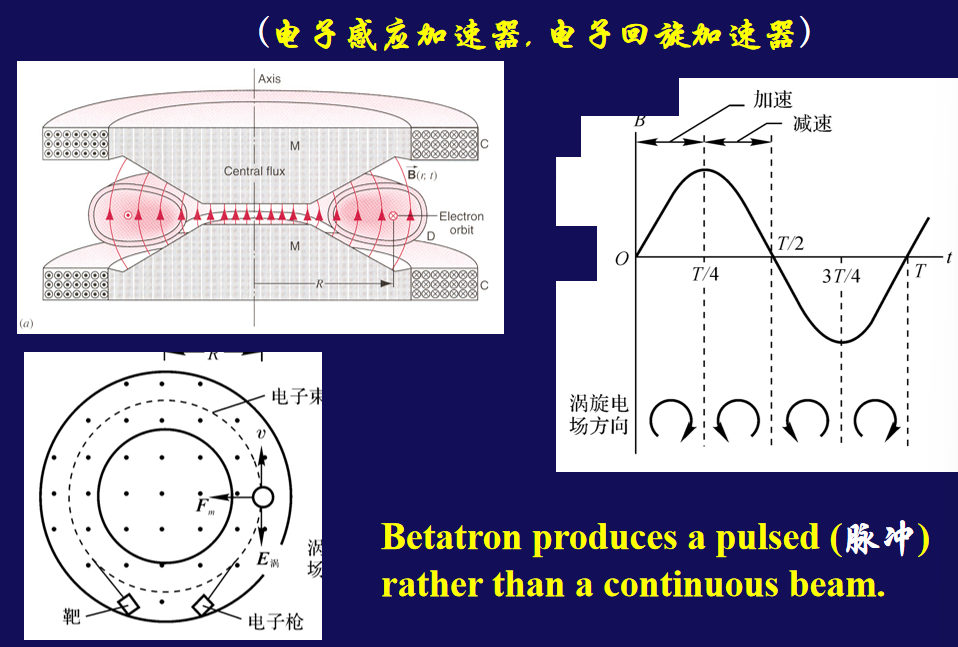 (电子感应加速器, 电子回旋加速器)
Axis
M
C
Central flux
B(r, t)
Electron
orbit
D
M
R
C
(a)
加速
减速
B
O
T/4
T/2
3T/4
T
t
涡旋电
场方向
R
电子束
v
F_m
E涡
涡
场
靶
电子枪
Betatron produces a pulsed (脉冲)
rather than a continuous beam.